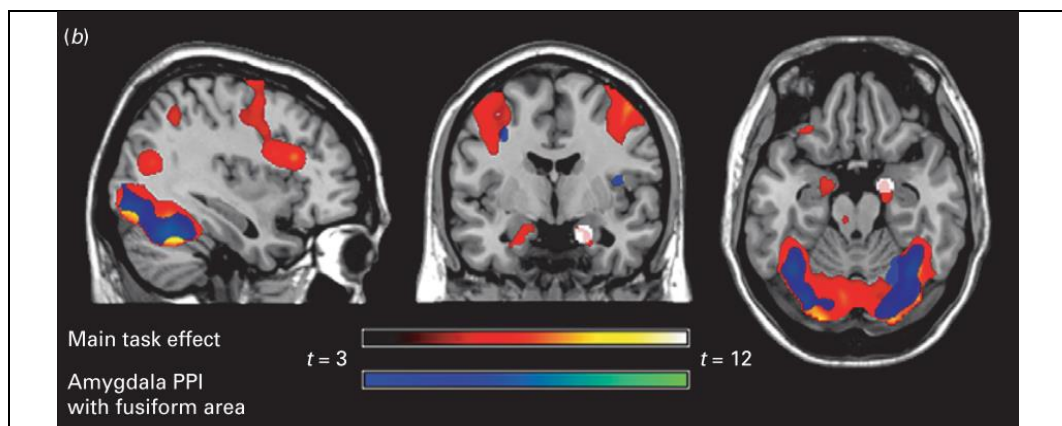 (b)
Main task effect
t = 3
t = 12
Amygdala PPI
with fusiform area